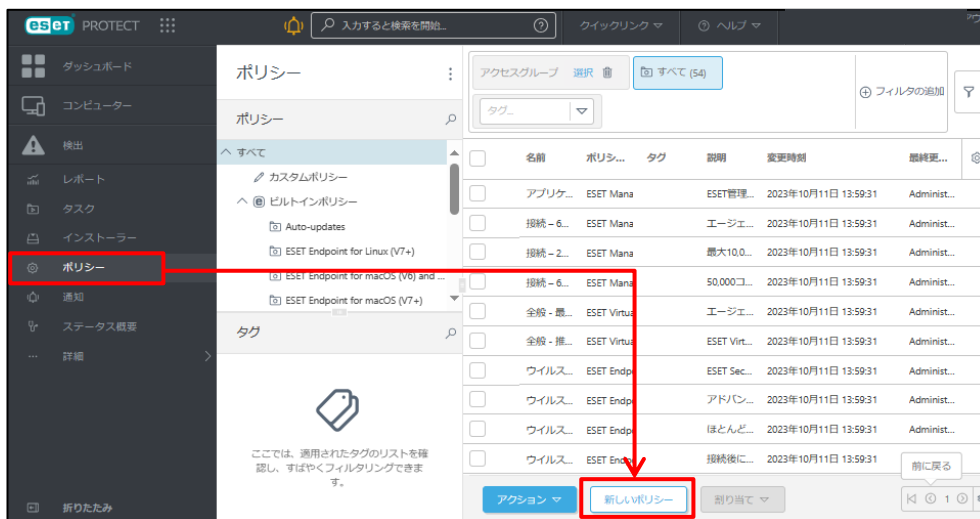 eset PROTECT
入力すると検索を開始...
クイックリンク
ヘルプ
ダッシュボード
コンピューター
検出
レポート
タスク
インストーラー
ポリシー
通知
ステータス概要
詳細
折りたたみ
ポリシー
ポリシー
すべて
カスタムポリシー
ビルトインポリシー
Auto-updates
ESET Endpoint for Linux (V7+)
ESET Endpoint for macOS (V6) and ...
ESET Endpoint for macOS (V7+)
タグ
ここでは、適用されたタグのリストを確
認し、すばやくフィルタリングできま
す。
アクセスグループ 選択 すべて (54)
フィルタの追加
タグ...
名前 ポリシ... タグ 説明 変更時刻 最終更...
アプリケ... ESET Mana ESET管理... 2023年10月11日 13:59:31 Administ...
接続 – 6... ESET Mana エージェ... 2023年10月11日 13:59:31 Administ...
接続 – 2... ESET Mana 最大10,0... 2023年10月11日 13:59:31 Administ...
接続 – 6... ESET Mana 50,000コ... 2023年10月11日 13:59:31 Administ...
全般 - 最... ESET Virtua エージェ... 2023年10月11日 13:59:31 Administ...
全般 - 推... ESET Virtua ESET Virt... 2023年10月11日 13:59:31 Administ...
ウイルス... ESET Endpo ESET Sec... 2023年10月11日 13:59:31 Administ...
ウイルス... ESET Endpo アドバン... 2023年10月11日 13:59:31 Administ...
ウイルス... ESET Endpo ほとんど... 2023年10月11日 13:59:31 Administ...
ウイルス... ESET Endpo 接続後に... 2023年10月11日 13:59:31 Administ...
前に戻る
アクション 新しいポリシー 割り当て 1